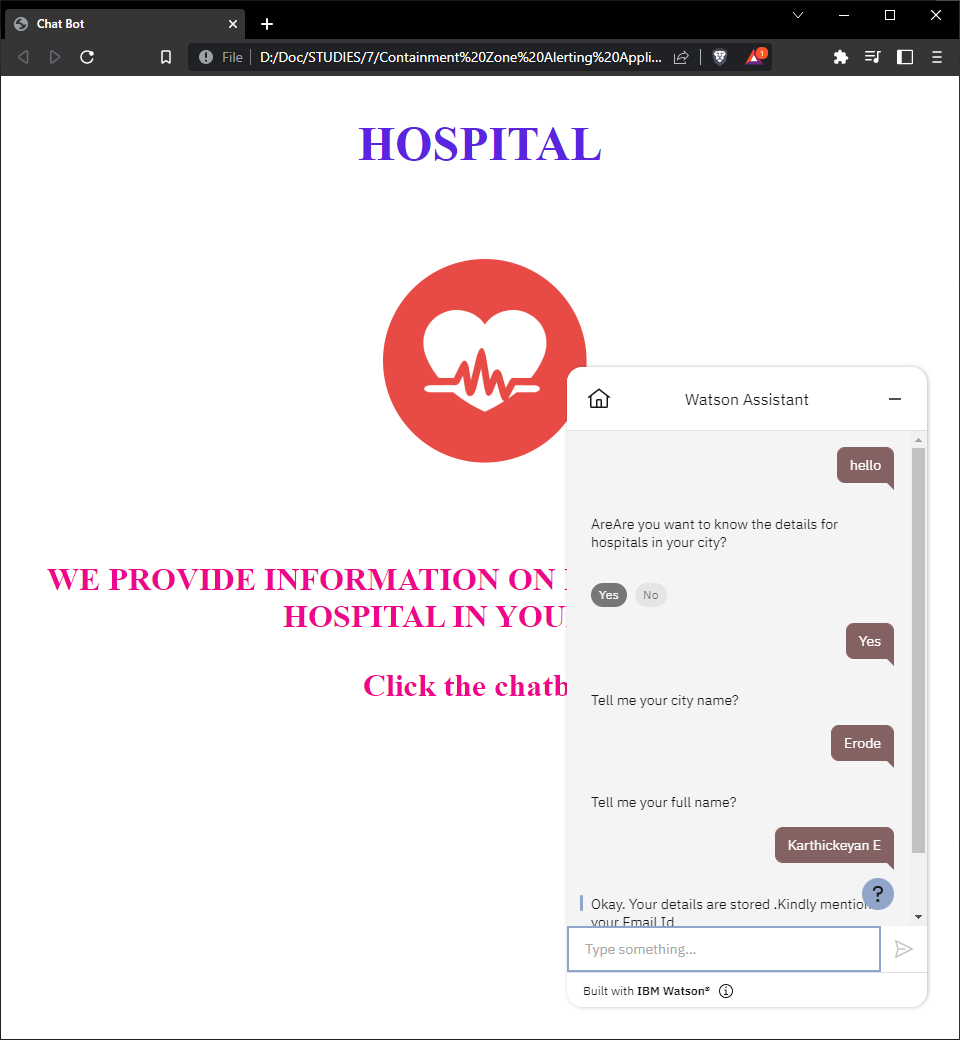 Chat Bot
File
D:/Doc/STUDIES/7/Containment%20Zone%20Alerting%20Appli...
1
HOSPITAL
WE PROVIDE INFORMATION ON
HOSPITAL IN YOU
Click the chatb
Watson Assistant
hello
AreAre you want to know the details for
hospitals in your city?
Yes No
Yes
Tell me your city name?
Erode
Tell me your full name?
Karthickeyan E
?
Okay. Your details are stored .Kindly mention
your Email Id
Type something...
Built with IBM Watson®